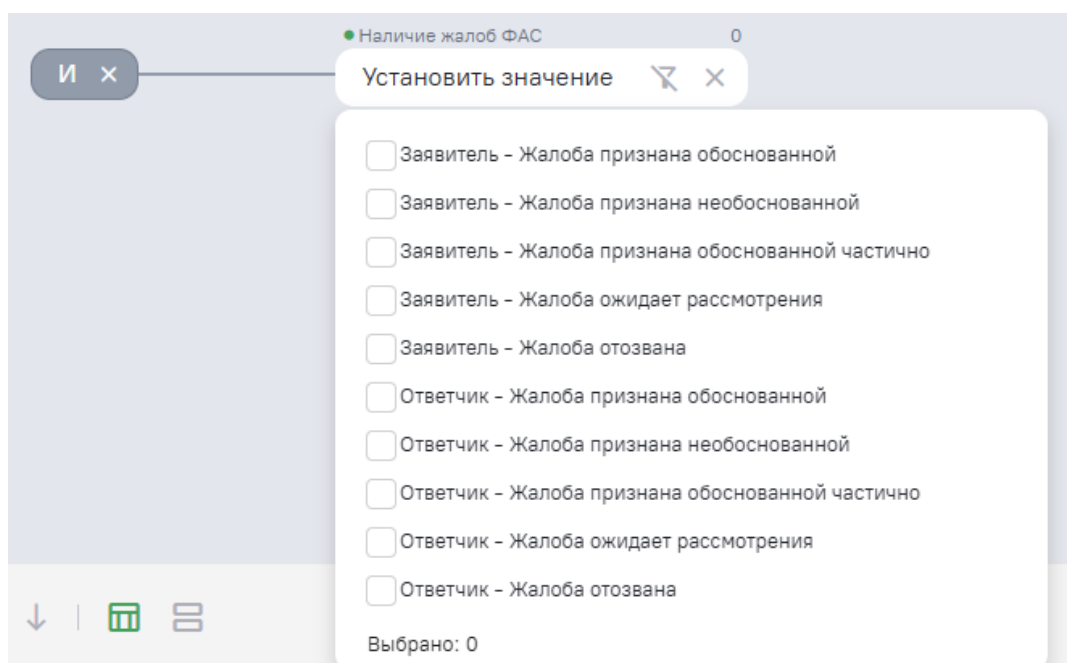 Наличие жалоб ФАС 0
И
Установить значение
Заявитель – Жалоба признана обоснованной
Заявитель – Жалоба признана необоснованной
Заявитель – Жалоба признана обоснованной частично
Заявитель – Жалоба ожидает рассмотрения
Заявитель – Жалоба отозвана
Ответчик – Жалоба признана обоснованной
Ответчик – Жалоба признана необоснованной
Ответчик – Жалоба признана обоснованной частично
Ответчик – Жалоба ожидает рассмотрения
Ответчик – Жалоба отозвана
Выбрано: 0